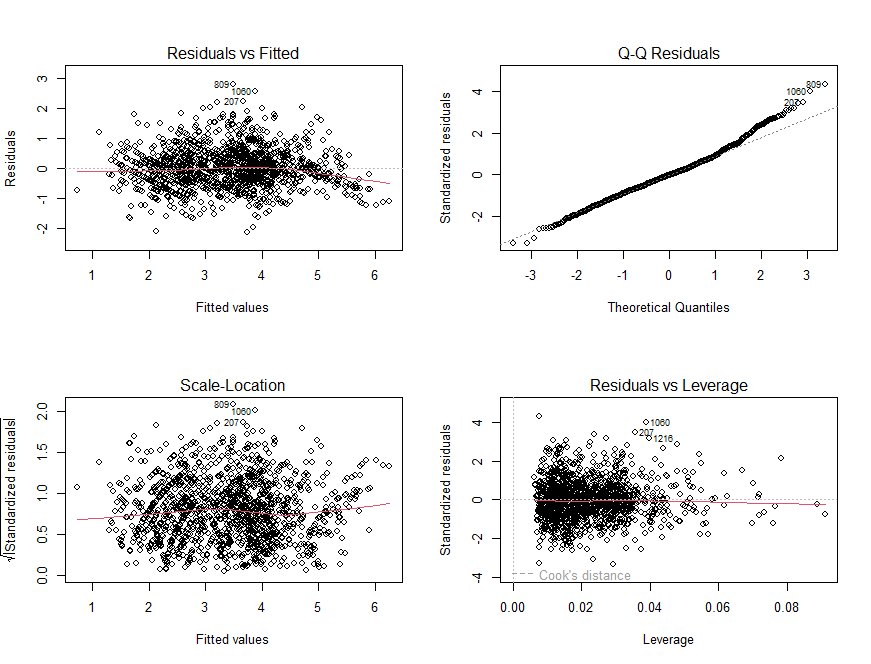 Residuals vs Fitted
Residuals
3
2
1
0
-1
-2
809
1060
207
1 2 3 4 5 6
Fitted values
Q-Q Residuals
Standardized residuals
4
2
0
-2
809
1060
207
-3 -2 -1 0 1 2 3
Theoretical Quantiles
Scale-Location
√|Standardized residuals|
2.0
1.5
1.0
0.5
0.0
809
1060
207
1 2 3 4 5 6
Fitted values
Residuals vs Leverage
Standardized residuals
4
2
0
-2
-4
1060
207
1216
Cook's distance
0.00 0.02 0.04 0.06 0.08
Leverage